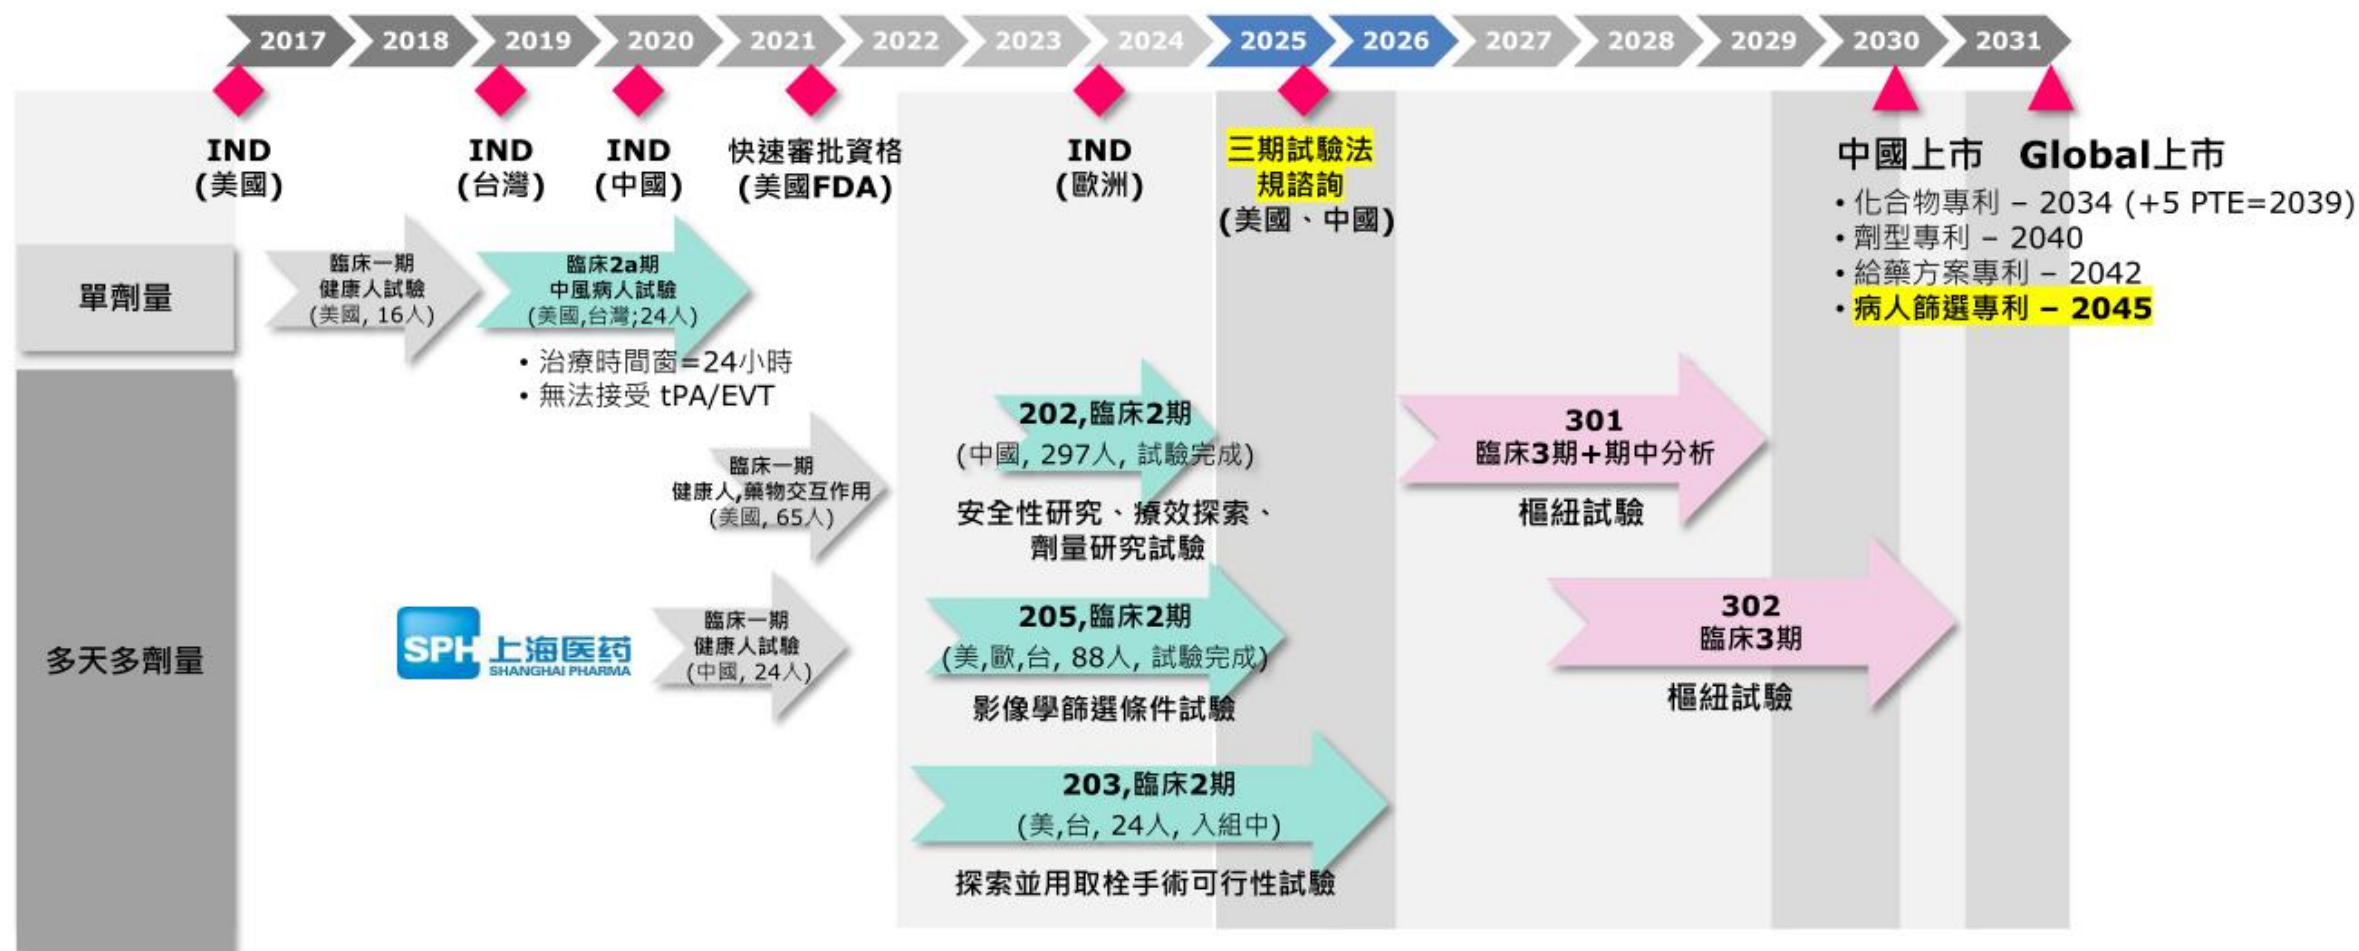 2017 2018 2019 2020 2021 2022 2023 2024 2025 2026 2027 2028 2029 2030 2031
IND
(美國)
IND
(台灣)
IND
(中國)
快速審批資格
(美國FDA)
IND
(歐洲)
三期試驗法
規諮詢
(美國、中國)
中國上市
Global上市
• 化合物專利 – 2034 (+5 PTE=2039)
• 劑型專利 – 2040
• 給藥方案專利 – 2042
• 病人篩選專利 – 2045
單劑量
臨床一期
健康人試驗
(美國, 16人)
臨床2a期
中風病人試驗
(美國,台灣;24人)
• 治療時間窗=24小時
• 無法接受 tPA/EVT
多天多劑量
臨床一期
健康人,藥物交互作用
(美國, 65人)
SPH 上海医药
SHANGHAI PHARMA
臨床一期
健康人試驗
(中國, 24人)
202,臨床2期
(中國, 297人, 試驗完成)
安全性研究、療效探索、
劑量研究試驗
205,臨床2期
(美,歐,台, 88人, 試驗完成)
影像學篩選條件試驗
203,臨床2期
(美,台, 24人, 入組中)
探索並用取栓手術可行性試驗
301
臨床3期+期中分析
樞紐試驗
302
臨床3期
樞紐試驗